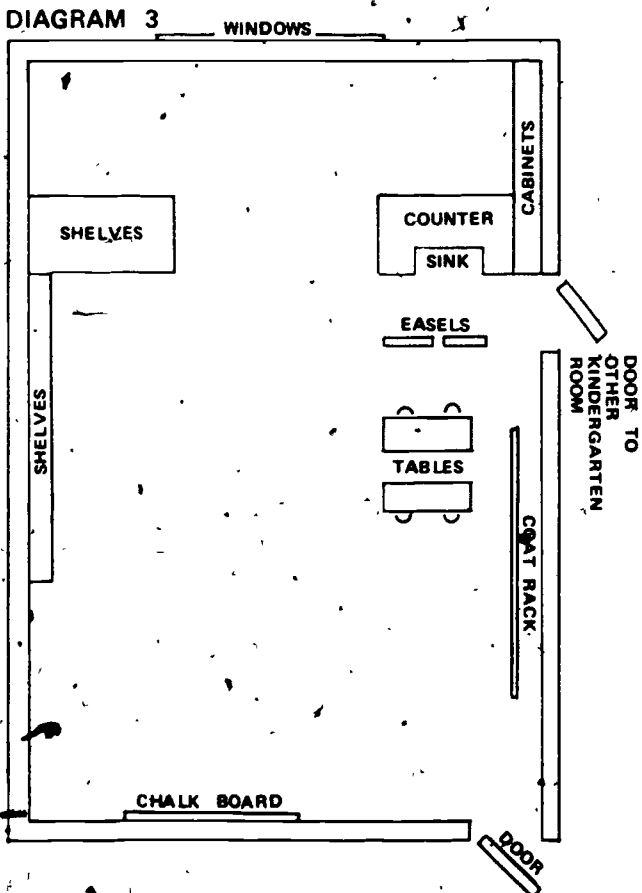 DIAGRAM 3
WINDOWS
CABINETS
SHELVES
COUNTER
SINK
EASELS
DOOR TO
OTHER
KINDERGARTEN
ROOM
SHELVES
TABLES
COAT RACK
CHALK BOARD
DOOR